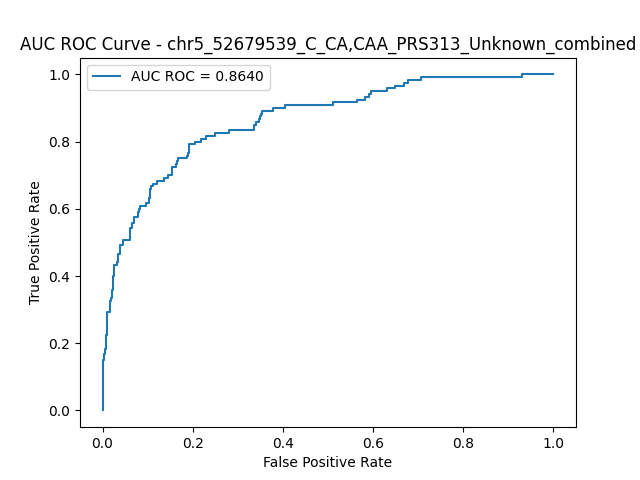 AUC ROC Curve - chr5_52679539_C_CA,CAA_PRS313_Unknown_combined
AUC ROC = 0.8640
True Positive Rate
1.0
0.8
0.6
0.4
0.2
0.0
0.0 0.2 0.4 0.6 0.8 1.0
False Positive Rate